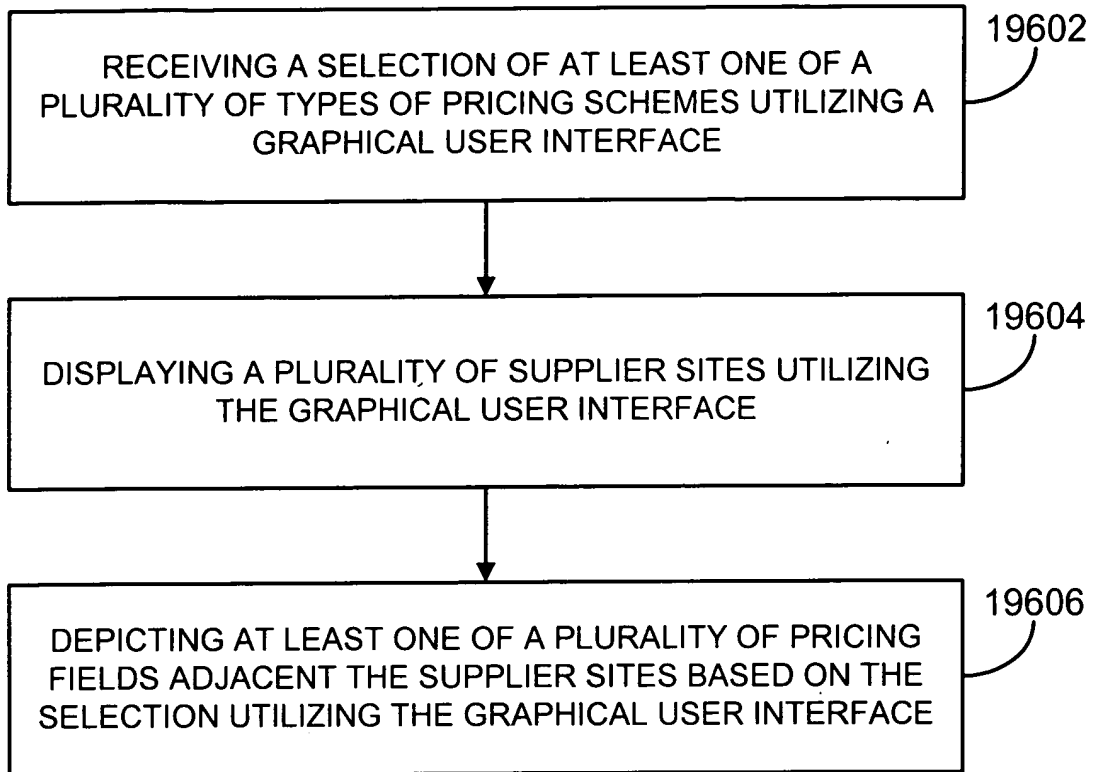 19602
RECEIVING A SELECTION OF AT LEAST ONE OF A
PLURALITY OF TYPES OF PRICING SCHEMES UTILIZING A
GRAPHICAL USER INTERFACE
19604
DISPLAYING A PLURALITY OF SUPPLIER SITES UTILIZING
THE GRAPHICAL USER INTERFACE
19606
DEPICTING AT LEAST ONE OF A PLURALITY OF PRICING
FIELDS ADJACENT THE SUPPLIER SITES BASED ON THE
SELECTION UTILIZING THE GRAPHICAL USER INTERFACE